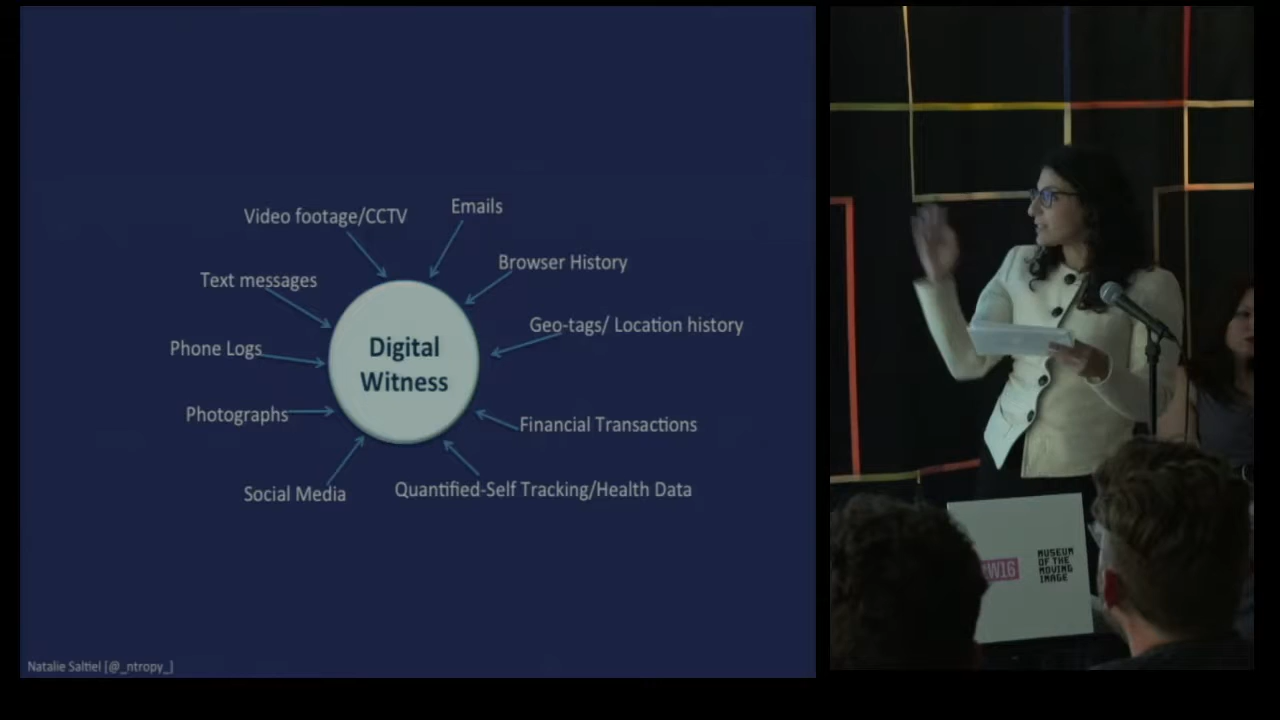 Video footage/CCTV
Emails
Browser History
Text messages
Geo-tags/ Location history
Phone Logs
Digital
Witness
Photographs
Financial Transactions
Social Media
Quantified-Self Tracking/Health Data
Natalie Saltiel [@_ntropy_]
W16
MUSEUM
OF THE
MOVING
IMAGE